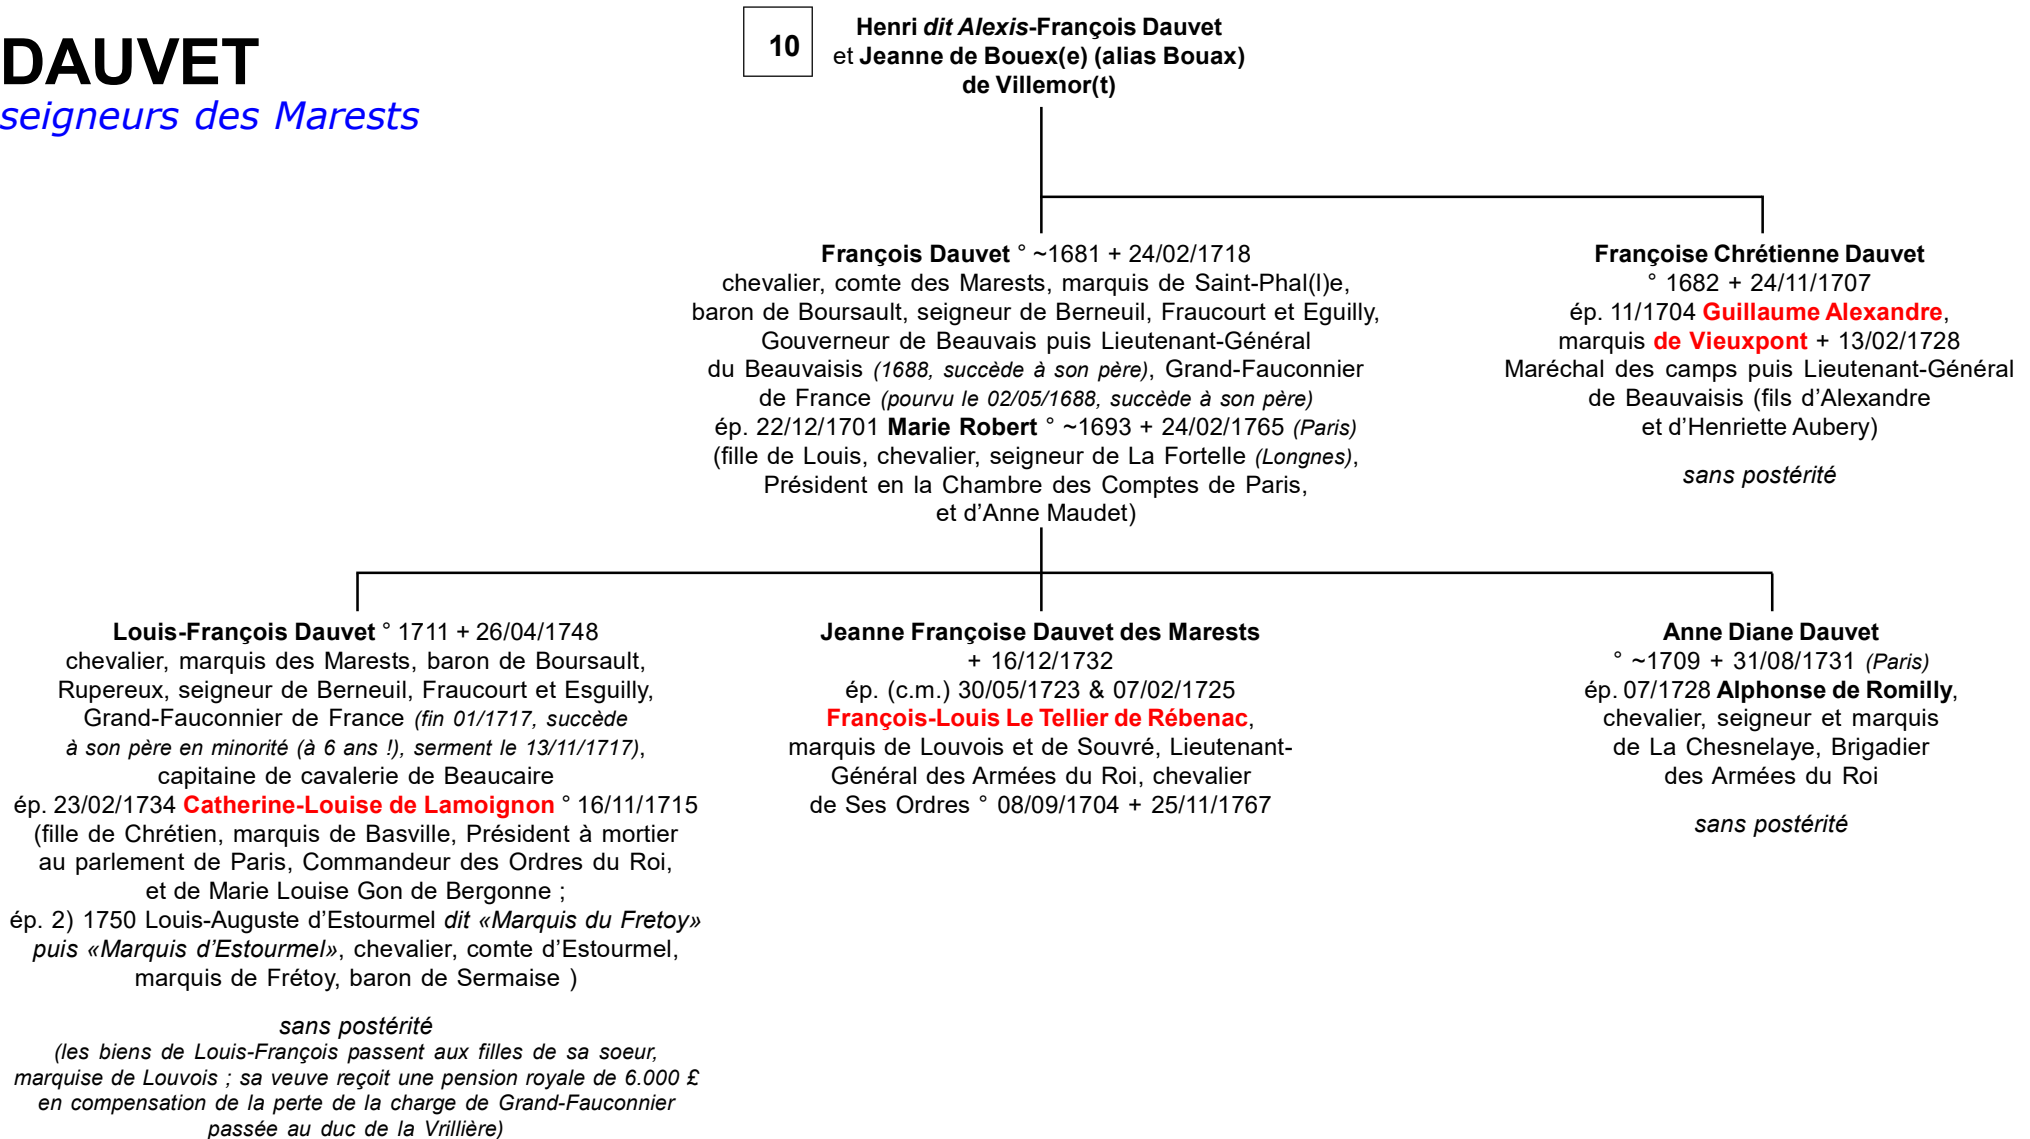 DAUVET
seigneurs des Marests
10
Henri dit Alexis-François Dauvet
et Jeanne de Bouex(e) (alias Bouax)
de Villemor(t)
François Dauvet ° ~1681 + 24/02/1718
chevalier, comte des Marests, marquis de Saint-Phal(l)e,
baron de Boursault, seigneur de Berneuil, Fraucourt et Eguilly,
Gouverneur de Beauvais puis Lieutenant-Général
du Beauvaisis (1688, succède à son père), Grand-Fauconnier
de France (pourvu le 02/05/1688, succède à son père)
ép. 22/12/1701 Marie Robert ° ~1693 + 24/02/1765 (Paris)
(fille de Louis, chevalier, seigneur de La Fortelle (Longnes),
Président en la Chambre des Comptes de Paris,
et d’Anne Maudet)
Françoise Chrétienne Dauvet
° 1682 + 24/11/1707
ép. 11/1704 Guillaume Alexandre,
marquis de Vieuxpont + 13/02/1728
Maréchal des camps puis Lieutenant-Général
de Beauvaisis (fils d’Alexandre
et d’Henriette Aubery)
sans postérité
Louis-François Dauvet ° 1711 + 26/04/1748
chevalier, marquis des Marests, baron de Boursault,
Rupereux, seigneur de Berneuil, Fraucourt et Esguilly,
Grand-Fauconnier de France (fin 01/1717, succède
à son père en minorité (à 6 ans !), serment le 13/11/1717),
capitaine de cavalerie de Beaucaire
ép. 23/02/1734 Catherine-Louise de Lamoignon ° 16/11/1715
(fille de Chrétien, marquis de Basville, Président à mortier
au parlement de Paris, Commandeur des Ordres du Roi,
et de Marie Louise Gon de Bergonne ;
ép. 2) 1750 Louis-Auguste d’Estourmel dit «Marquis du Fretoy»
puis «Marquis d’Estourmel», chevalier, comte d’Estourmel,
marquis de Frétoy, baron de Sermaise )
sans postérité
(les biens de Louis-François passent aux filles de sa soeur,
marquise de Louvois ; sa veuve reçoit une pension royale de 6.000 £
en compensation de la perte de la charge de Grand-Fauconnier
passée au duc de la Vrillière)
Jeanne Françoise Dauvet des Marests
+ 16/12/1732
ép. (c.m.) 30/05/1723 & 07/02/1725
François-Louis Le Tellier de Rébenac,
marquis de Louvois et de Souvré, Lieutenant-
Général des Armées du Roi, chevalier
de Ses Ordres ° 08/09/1704 + 25/11/1767
Anne Diane Dauvet
° ~1709 + 31/08/1731 (Paris)
ép. 07/1728 Alphonse de Romilly,
chevalier, seigneur et marquis
de La Chesnelaye, Brigadier
des Armées du Roi
sans postérité